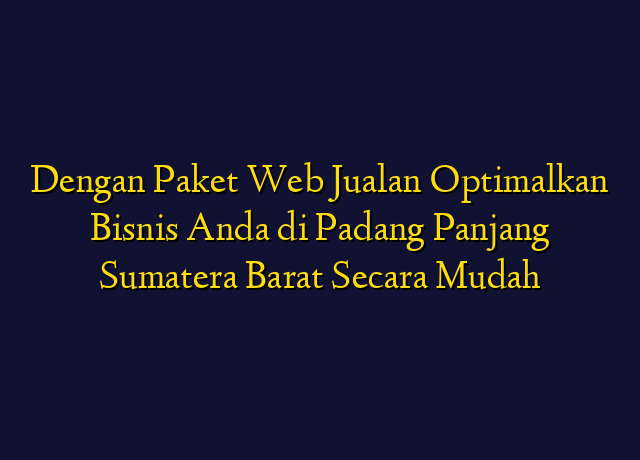 Dengan Paket Web Jualan Optimalkan
Bisnis Anda di Padang Panjang
Sumatera Barat Secara Mudah